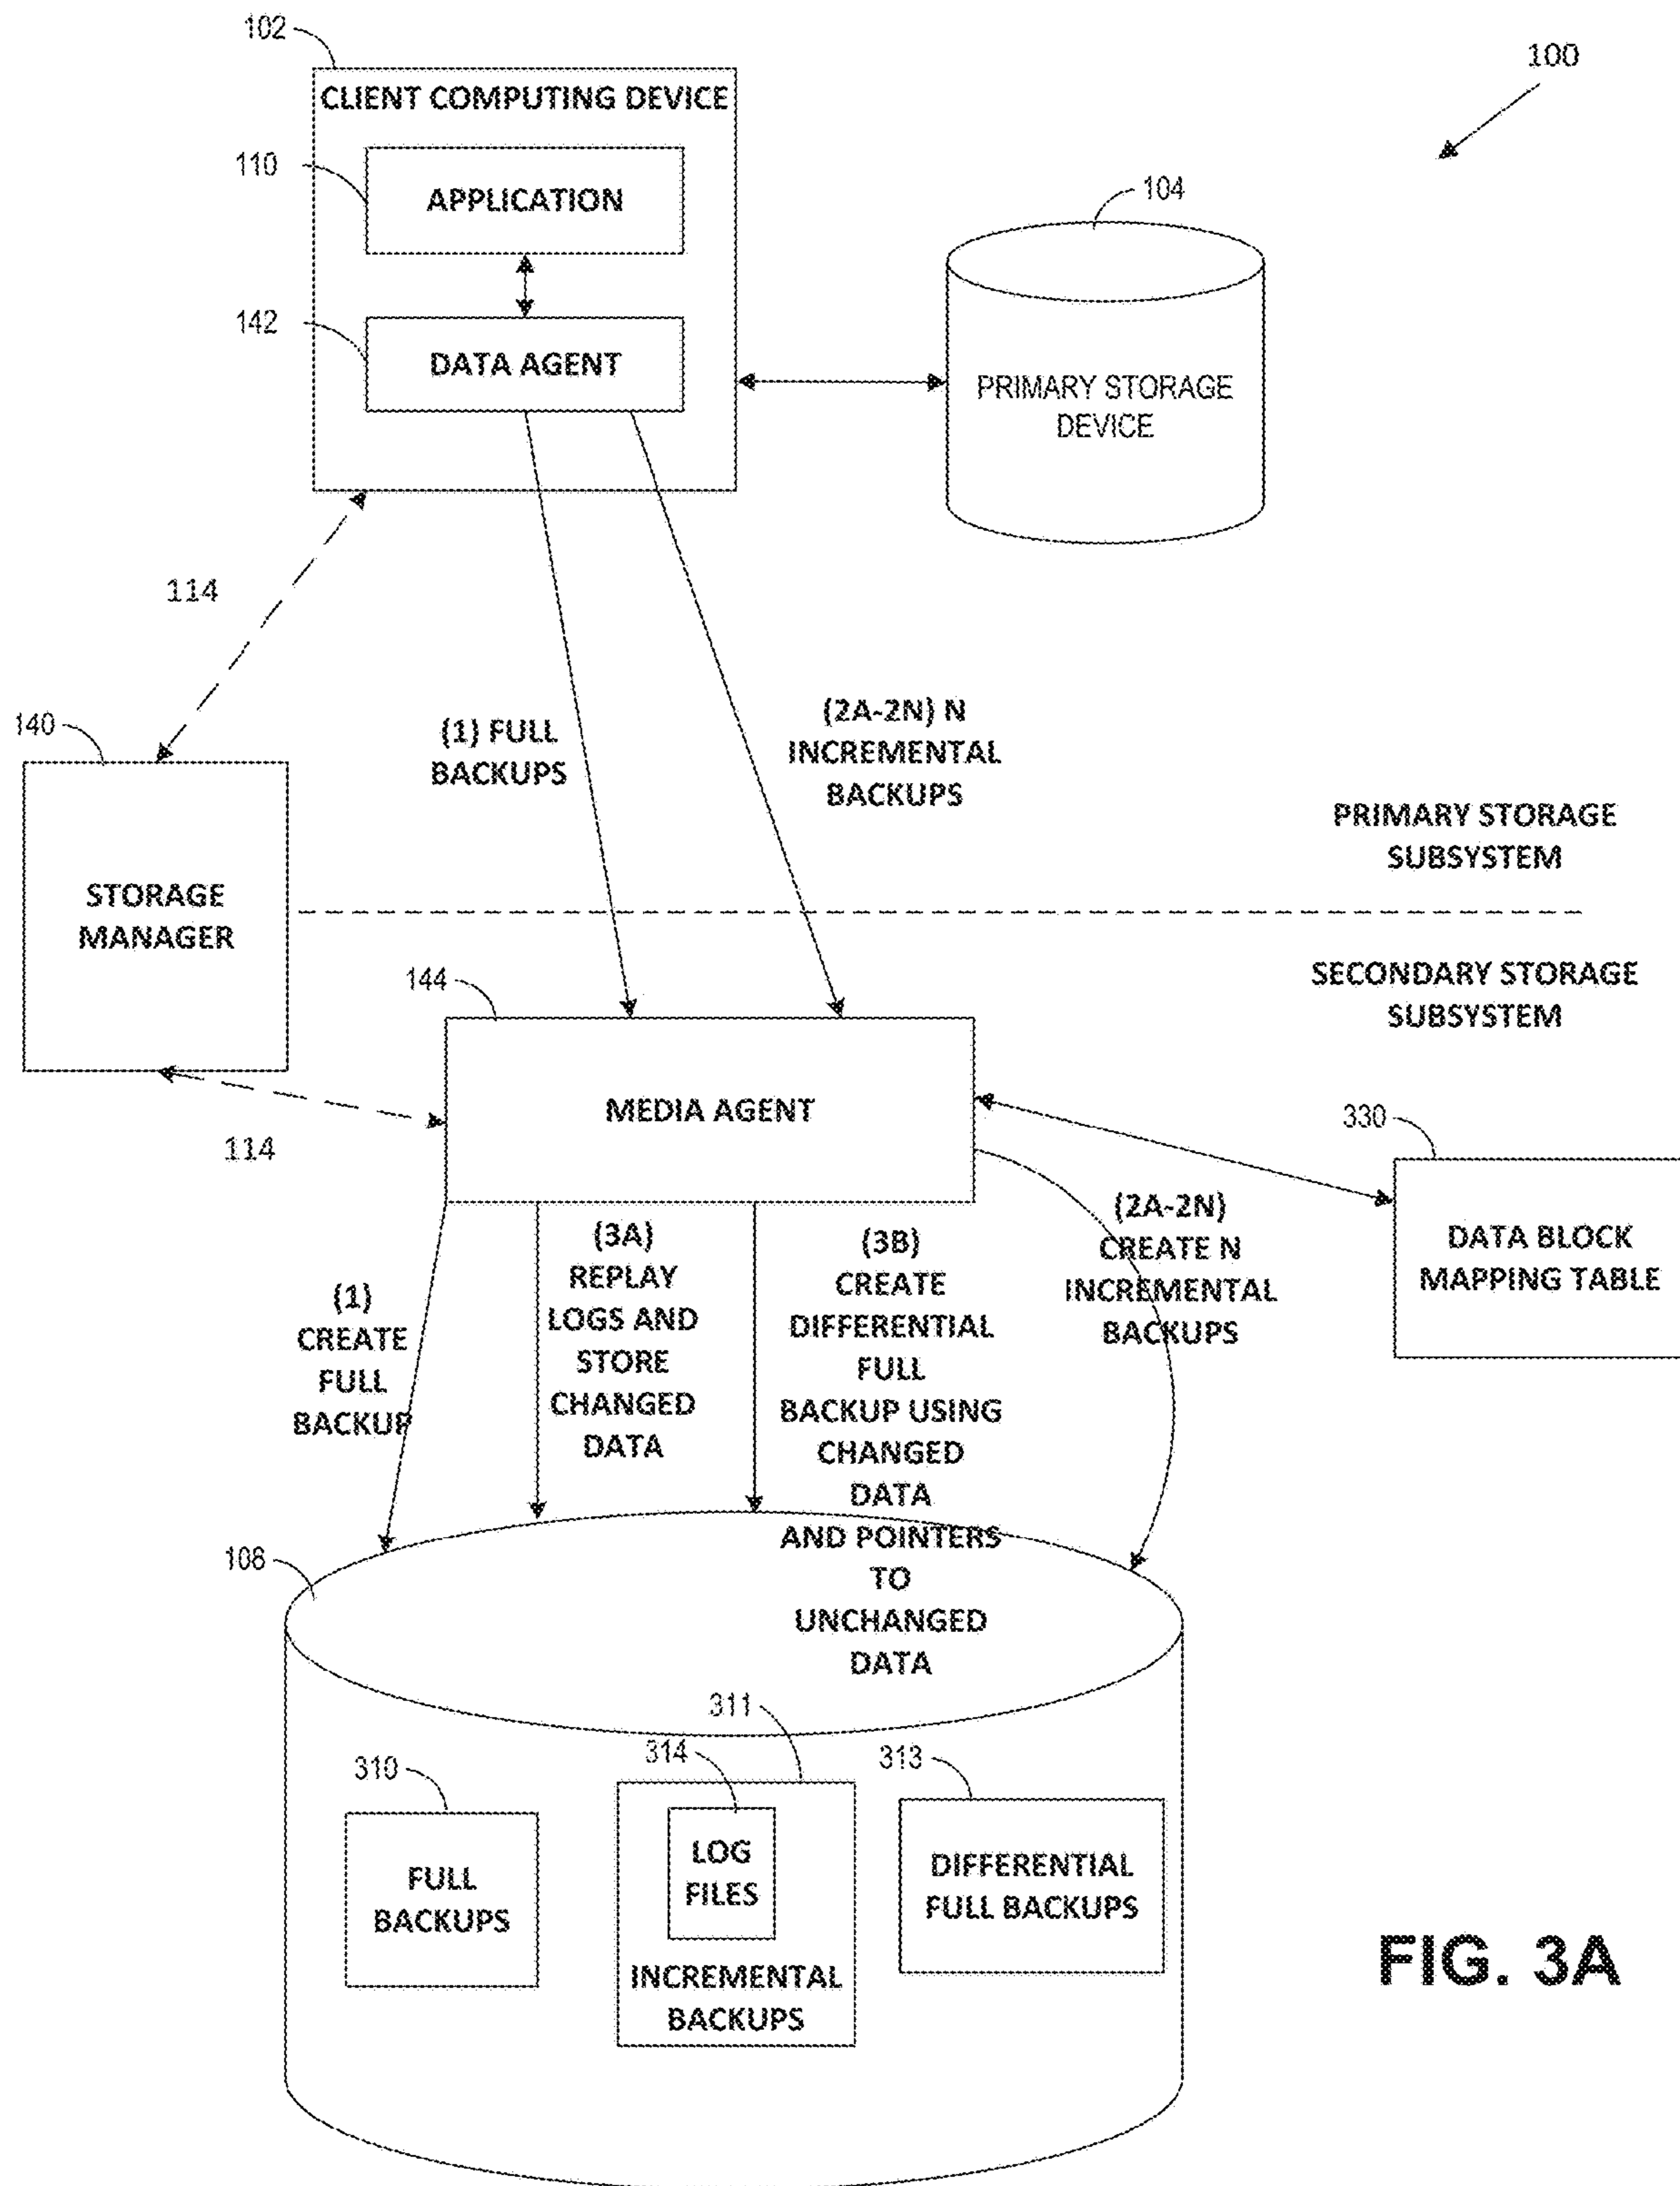 102
100
CLIENT COMPUTING DEVICE
110
APPLICATION
104
142
DATA AGENT
PRIMARY STORAGE
DEVICE
114
140
(1) FULL
BACKUPS
(2A-2N) N
INCREMENTAL
BACKUPS
PRIMARY STORAGE
SUBSYSTEM
STORAGE
MANAGER
SECONDARY STORAGE
SUBSYSTEM
144
MEDIA AGENT
114
330
DATA BLOCK
MAPPING TABLE
(1)
CREATE
FULL
BACKUP
(3A)
REPLAY
LOGS AND
STORE
CHANGED
DATA
(3B)
CREATE
DIFFERENTIAL
FULL
BACKUP USING
CHANGED
DATA
AND POINTERS
TO
UNCHANGED
DATA
(2A-2N)
CREATE N
INCREMENTAL
BACKUPS
108
310
FULL
BACKUPS
311
314
LOG
FILES
INCREMENTAL
BACKUPS
313
DIFFERENTIAL
FULL BACKUPS
FIG. 3A